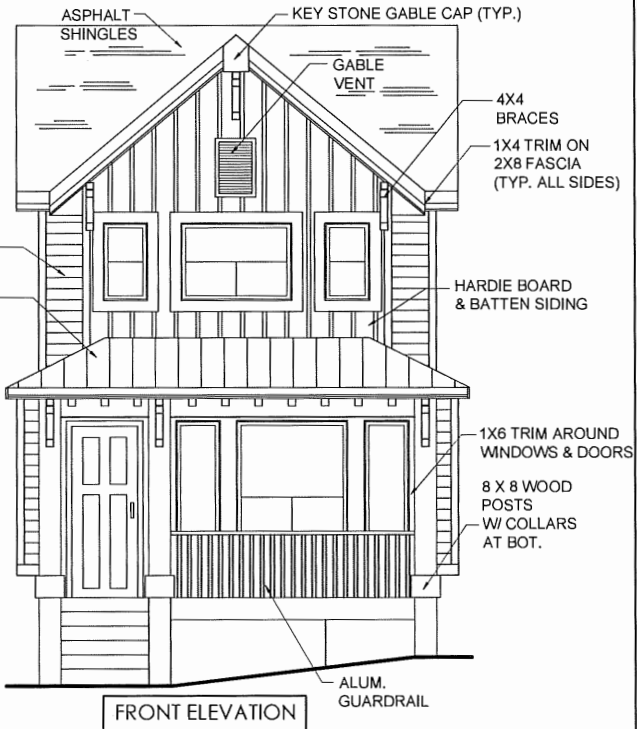 ASPHALT
SHINGLES
KEY STONE GABLE CAP (TYP.)
GABLE
VENT
4X4
BRACES
1X4 TRIM ON
2X8 FASCIA
(TYP. ALL SIDES)
HARDIE BOARD
& BATTEN SIDING
1X6 TRIM AROUND
WINDOWS & DOORS
8 X 8 WOOD
POSTS
W/ COLLARS
AT BOT.
ALUM.
GUARDRAIL
FRONT ELEVATION